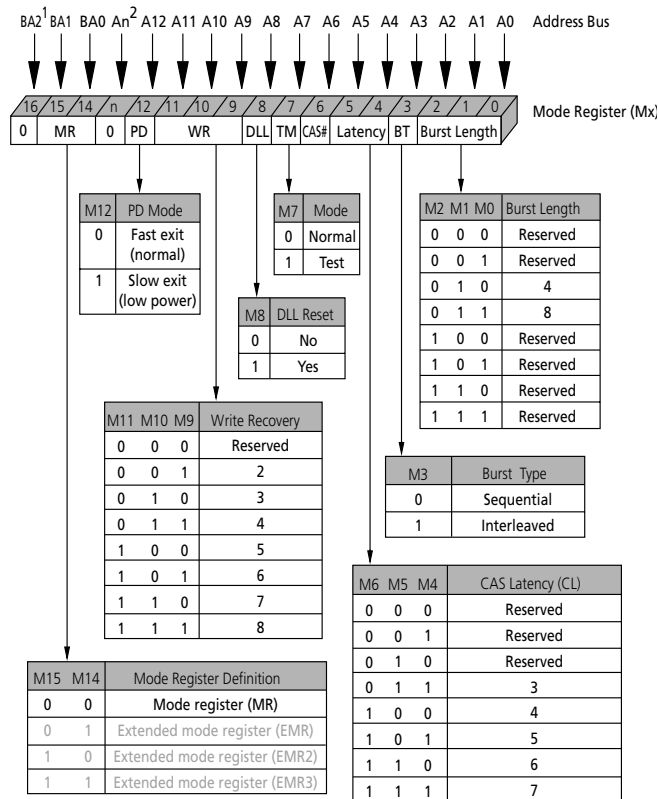 BA2¹ BA1 BA0 An² A12 A11 A10 A9 A8 A7 A6 A5 A4 A3 A2 A1 A0 Address Bus
16 15 14 n 12 11 10 9 8 7 6 5 4 3 2 1 0 Mode Register (Mx)
0 MR 0 PD WR DLL TM CAS# Latency BT Burst Length
M12 PD Mode
0 Fast exit
(normal)
1 Slow exit
(low power)
M7 Mode
0 Normal
1 Test
M2 M1 M0 Burst Length
0 0 0 Reserved
0 0 1 Reserved
0 1 0 4
0 1 1 8
1 0 0 Reserved
1 0 1 Reserved
1 1 0 Reserved
1 1 1 Reserved
M8 DLL Reset
0 No
1 Yes
M11 M10 M9 Write Recovery
0 0 0 Reserved
0 0 1 2
0 1 0 3
0 1 1 4
1 0 0 5
1 0 1 6
1 1 0 7
1 1 1 8
M3 Burst Type
0 Sequential
1 Interleaved
M6 M5 M4 CAS Latency (CL)
0 0 0 Reserved
0 0 1 Reserved
0 1 0 Reserved
0 1 1 3
1 0 0 4
1 0 1 5
1 1 0 6
1 1 1 7
M15 M14 Mode Register Definition
0 0 Mode register (MR)
0 1 Extended mode register (EMR)
1 0 Extended mode register (EMR2)
1 1 Extended mode register (EMR3)